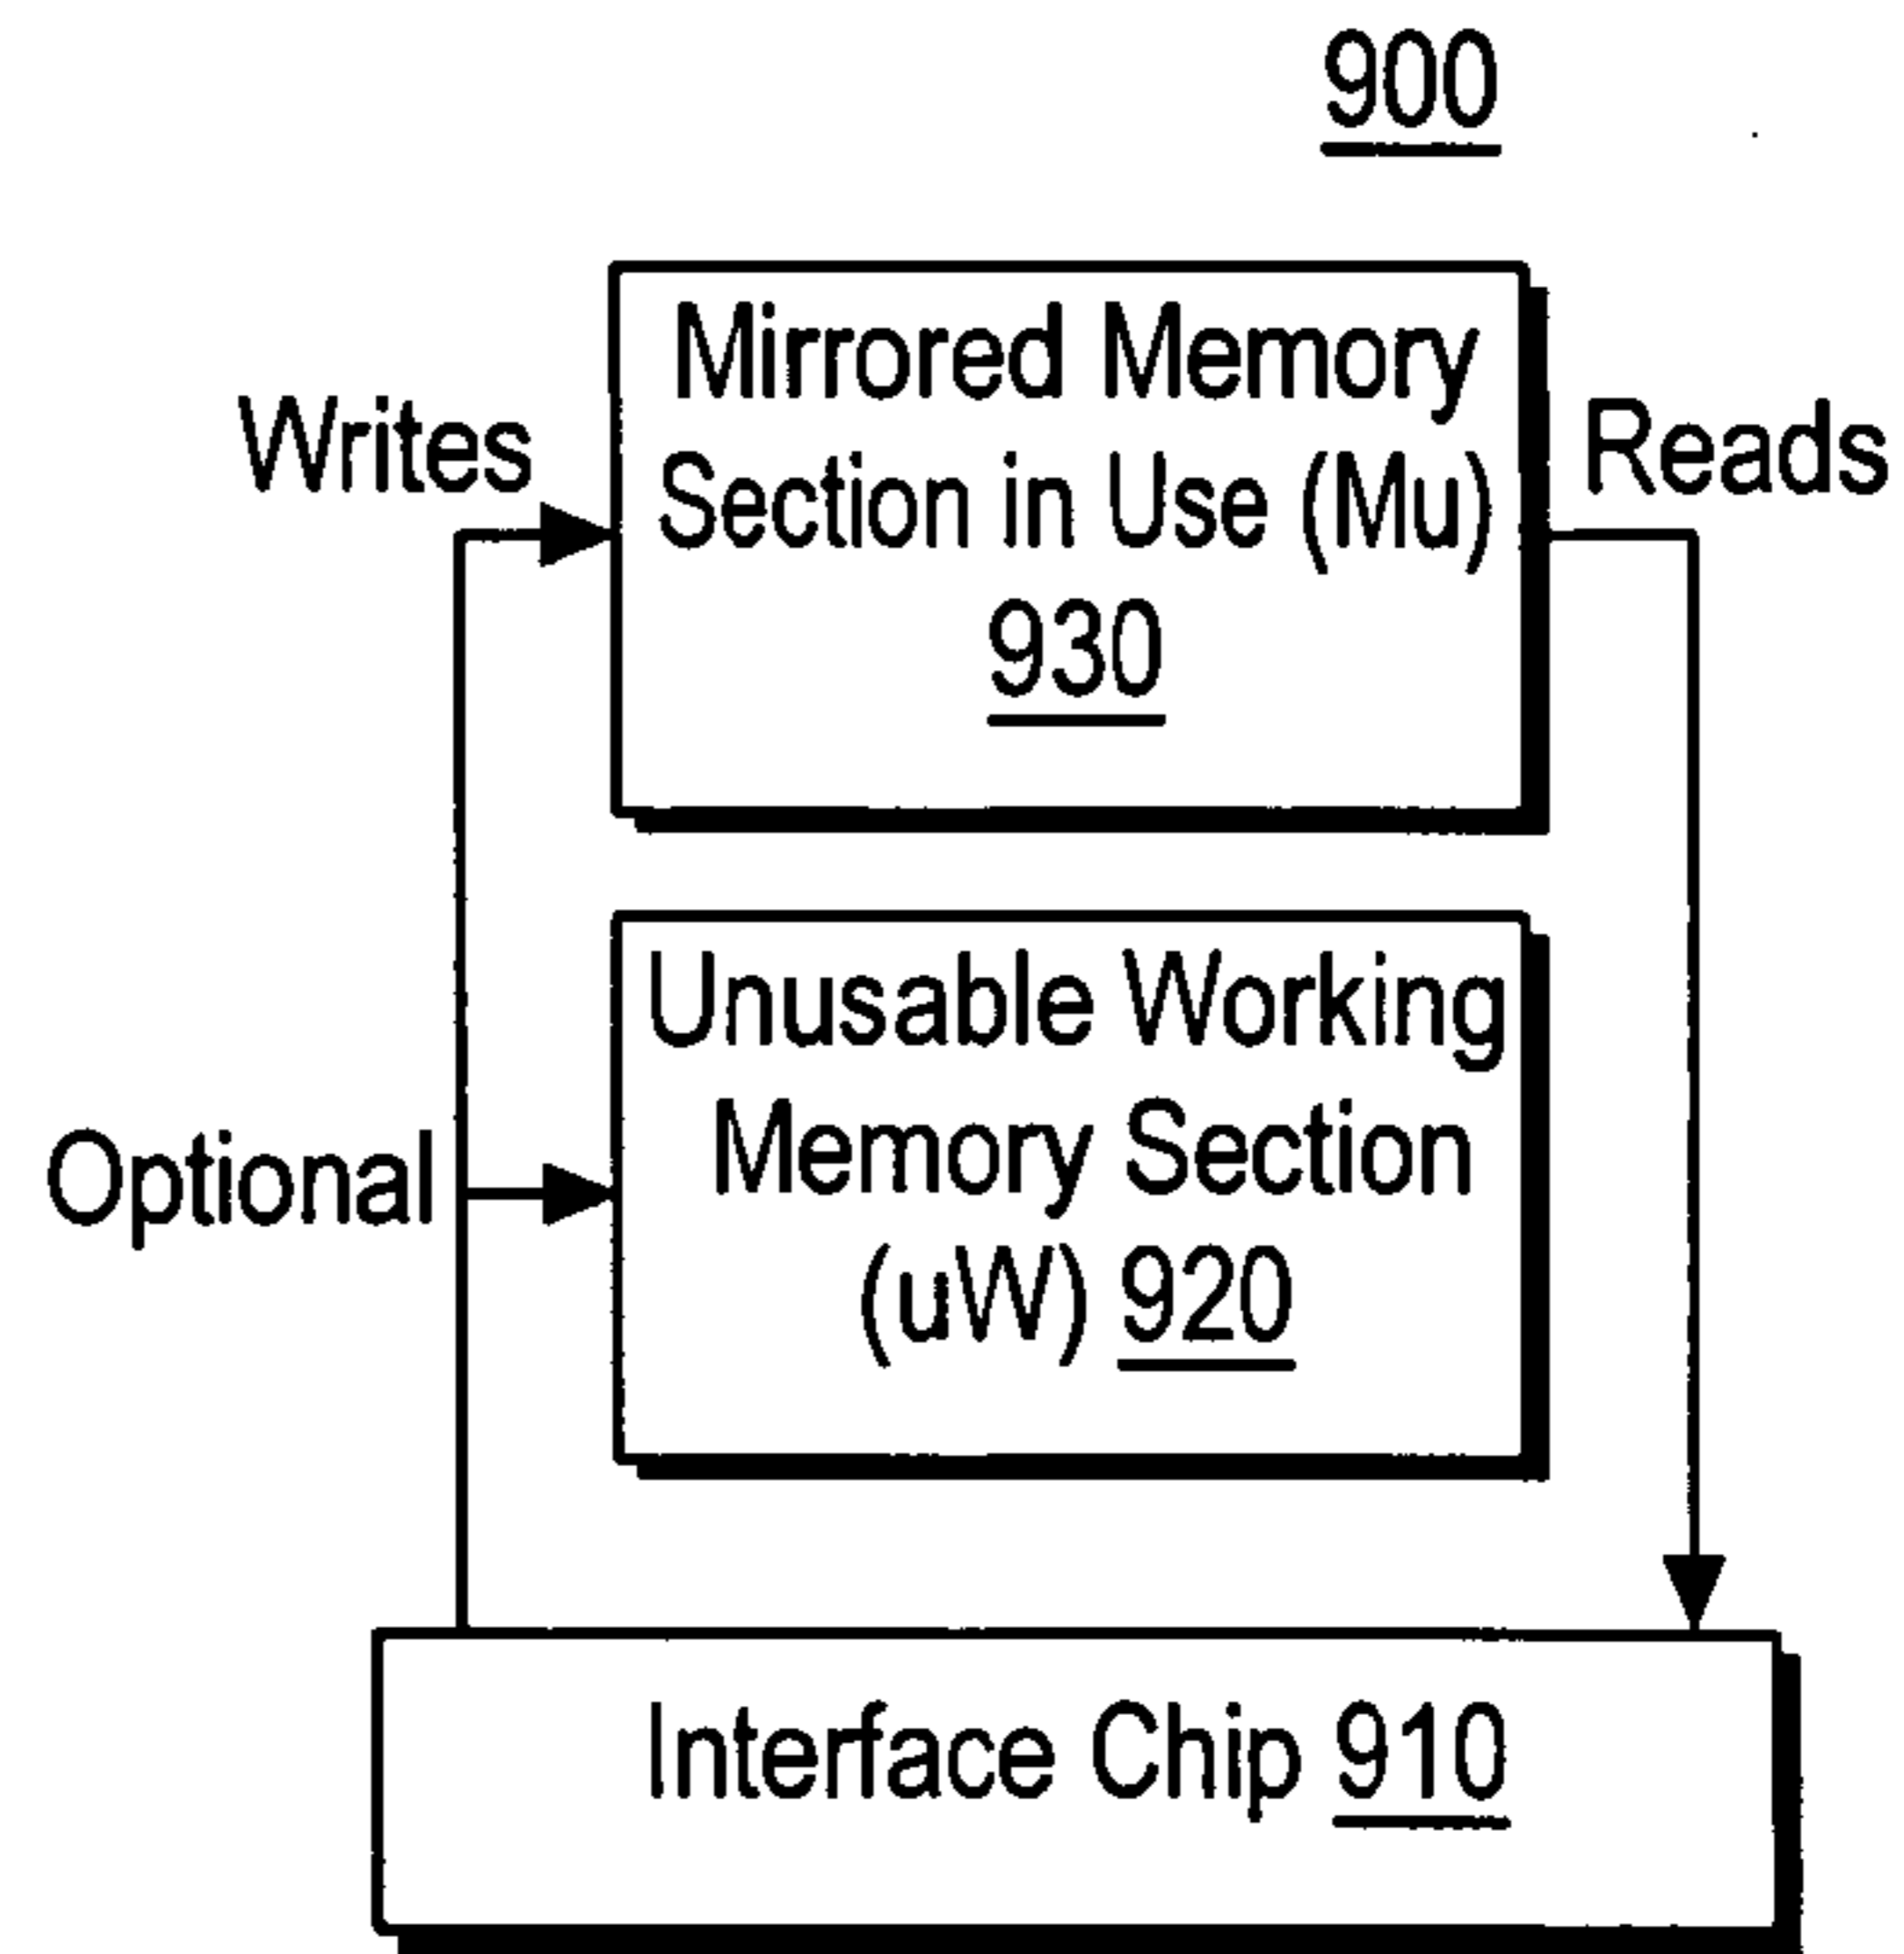 900
Mirrored Memory
Section in Use (Mu)
930
Writes
Reads
Unusable Working
Memory Section
(uW) 920
Optional
Interface Chip 910